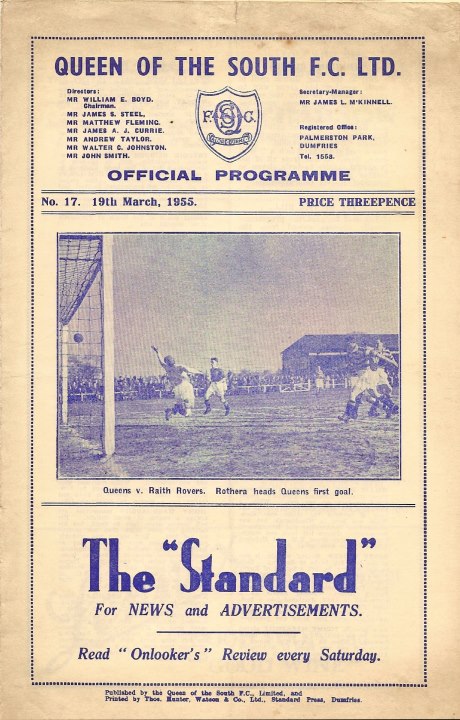 QUEEN OF THE SOUTH F.C. LTD.
Directors:
MR WILLIAM E. BOYD.
Chairman.
MR JAMES S. STEEL,
MR MATTHEW FLEMING.
MR JAMES A. J. CURRIE.
MR ANDREW TAYLOR.
MR WALTER G. JOHNSTON.
MR JOHN SMITH.
Secretary-Manager:
MR JAMES L. M'KINNELL.
Registered Office:
PALMERSTON PARK,
DUMFRIES
Tel. 1558.
OFFICIAL PROGRAMME
No. 17. 19th March, 1955. PRICE THREEPENCE
Queens v. Raith Rovers. Rothera heads Queens first goal.
The "Standard"
For NEWS and ADVERTISEMENTS.
Read "Onlooker's" Review every Saturday.
Published by the Queen of the South F.C., Limited, and
Printed by Thos. Hunter, Watson & Co., Ltd., Standard Press, Dumfries.